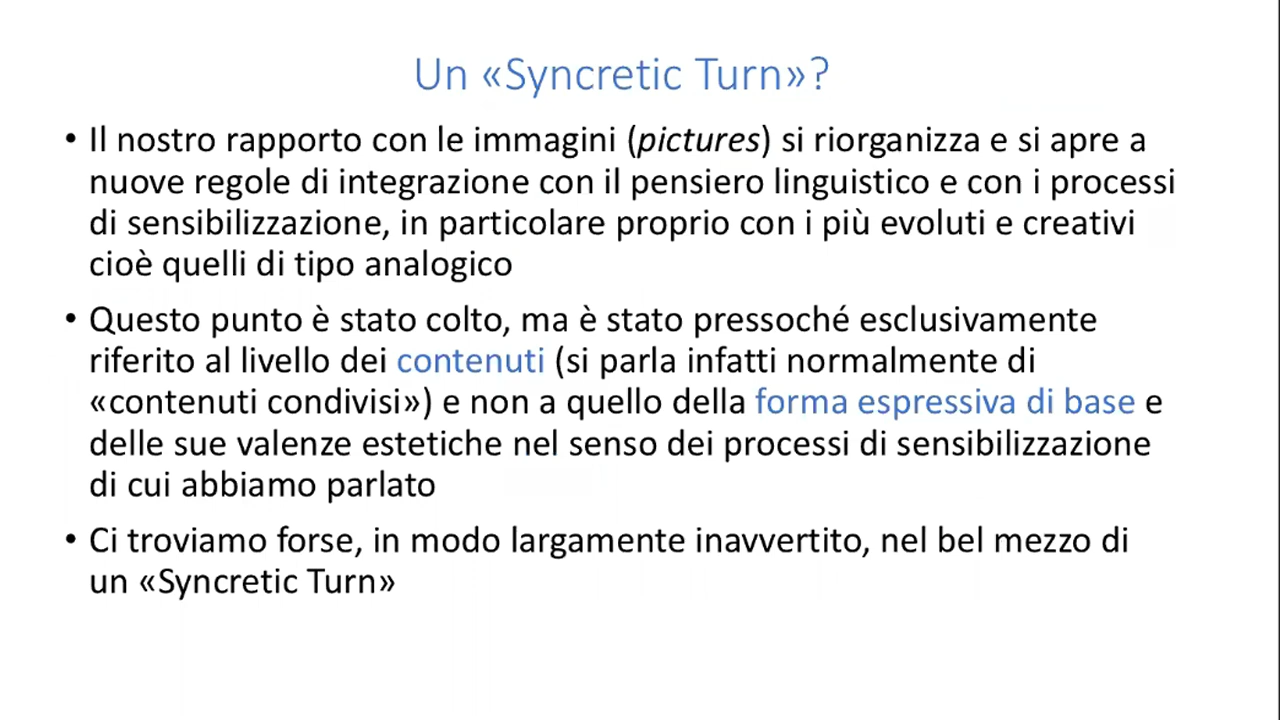 Un «Syncretic Turn»?
• Il nostro rapporto con le immagini (pictures) si riorganizza e si apre a
nuove regole di integrazione con il pensiero linguistico e con i processi
di sensibilizzazione, in particolare proprio con i più evoluti e creativi
cioè quelli di tipo analogico
• Questo punto è stato colto, ma è stato pressoché esclusivamente
riferito al livello dei contenuti (si parla infatti normalmente di
«contenuti condivisi») e non a quello della forma espressiva di base e
delle sue valenze estetiche nel senso dei processi di sensibilizzazione
di cui abbiamo parlato
• Ci troviamo forse, in modo largamente inavvertito, nel bel mezzo di
un «Syncretic Turn»